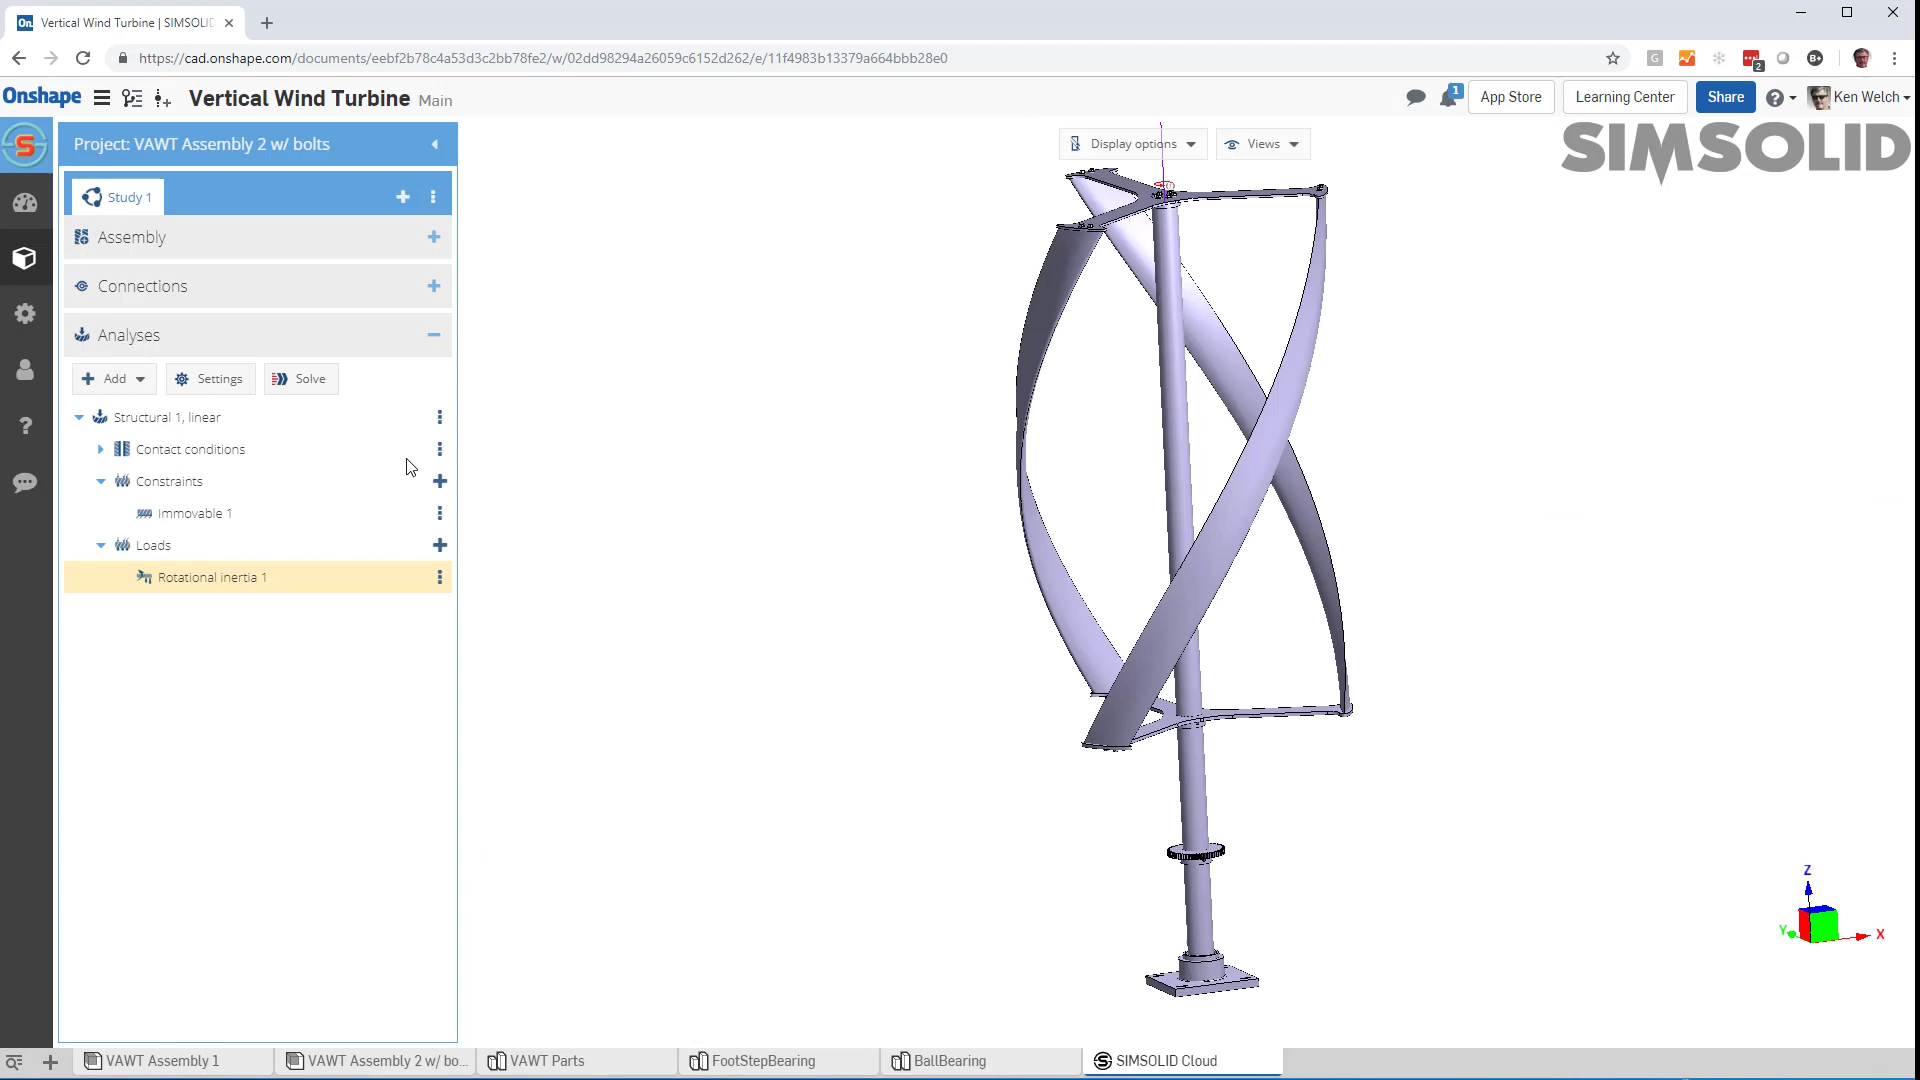 On Vertical Wind Turbine | SIMSOLID
https://cad.onshape.com/documents/eebf2b78c4a53d3c2bb78fe2/w/02dd98294a26059c6152d262/e/11f4983b13379a664bbb28e0
G 2 B+
Onshape Vertical Wind Turbine Main 1 App Store Learning Center Share ? Ken Welch
S Project: VAWT Assembly 2 w/ bolts
Display options Views
SIMSOLID
Study 1
Assembly
Connections
Analyses
Add Settings Solve
Structural 1, linear
Contact conditions
Constraints
Immovable 1
Loads
Rotational inertia 1
?
Z
Y
X
VAWT Assembly 1 VAWT Assembly 2 w/ bo... VAWT Parts FootStepBearing BallBearing S SIMSOLID Cloud